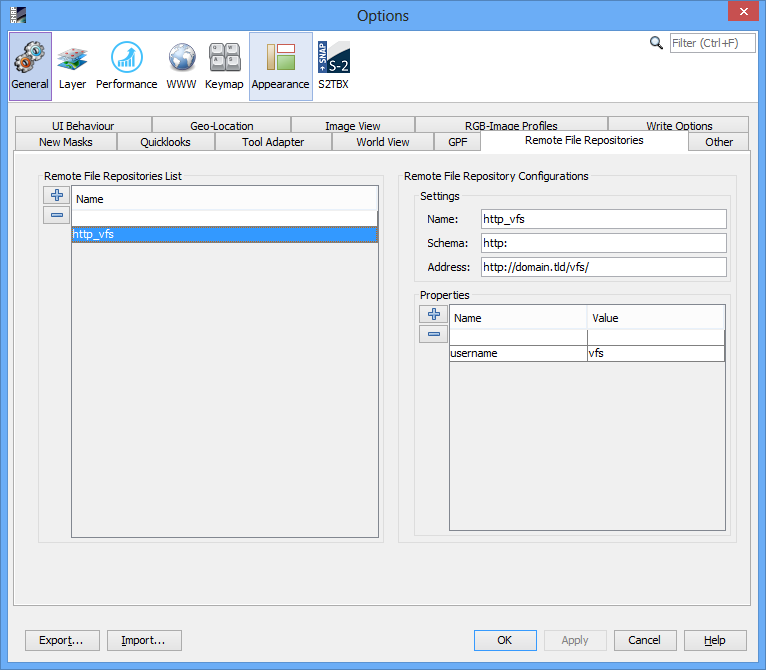 Options
General Layer Performance WWW Keymap Appearance S2TBX
SNAP
S-2
Filter (Ctrl+F)
UI Behaviour Geo-Location Image View RGB-Image Profiles Write Options
New Masks Quicklooks Tool Adapter World View GPF Remote File Repositories Other
Remote File Repositories List
Name
http_vfs
Remote File Repository Configurations
Settings
Name: http_vfs
Schema: http:
Address: http://domain.tld/vfs/
Properties
Name Value
username vfs
Export... Import... OK Apply Cancel Help